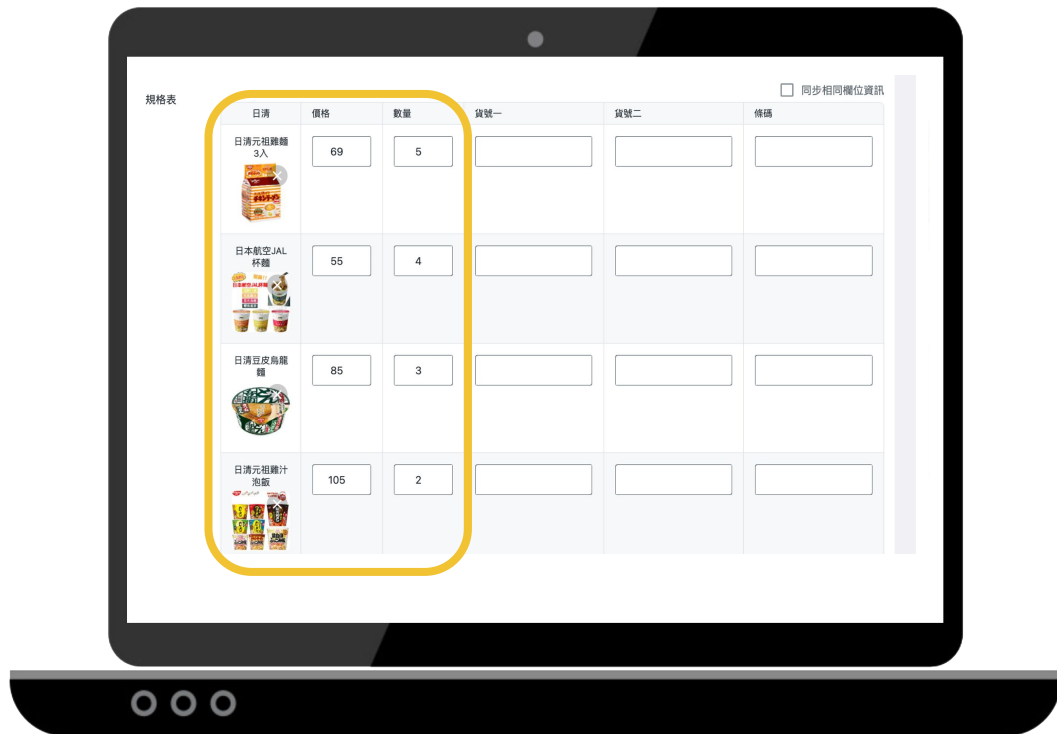 同步相同欄位資訊
規格表
日清 價格 數量 貨號一 貨號二 條碼
日清元祖雞麵
3入
69 5
日本航空JAL
杯麵
55 4
日清豆皮烏龍
麵
85 3
日清元祖雞汁
泡飯
105 2